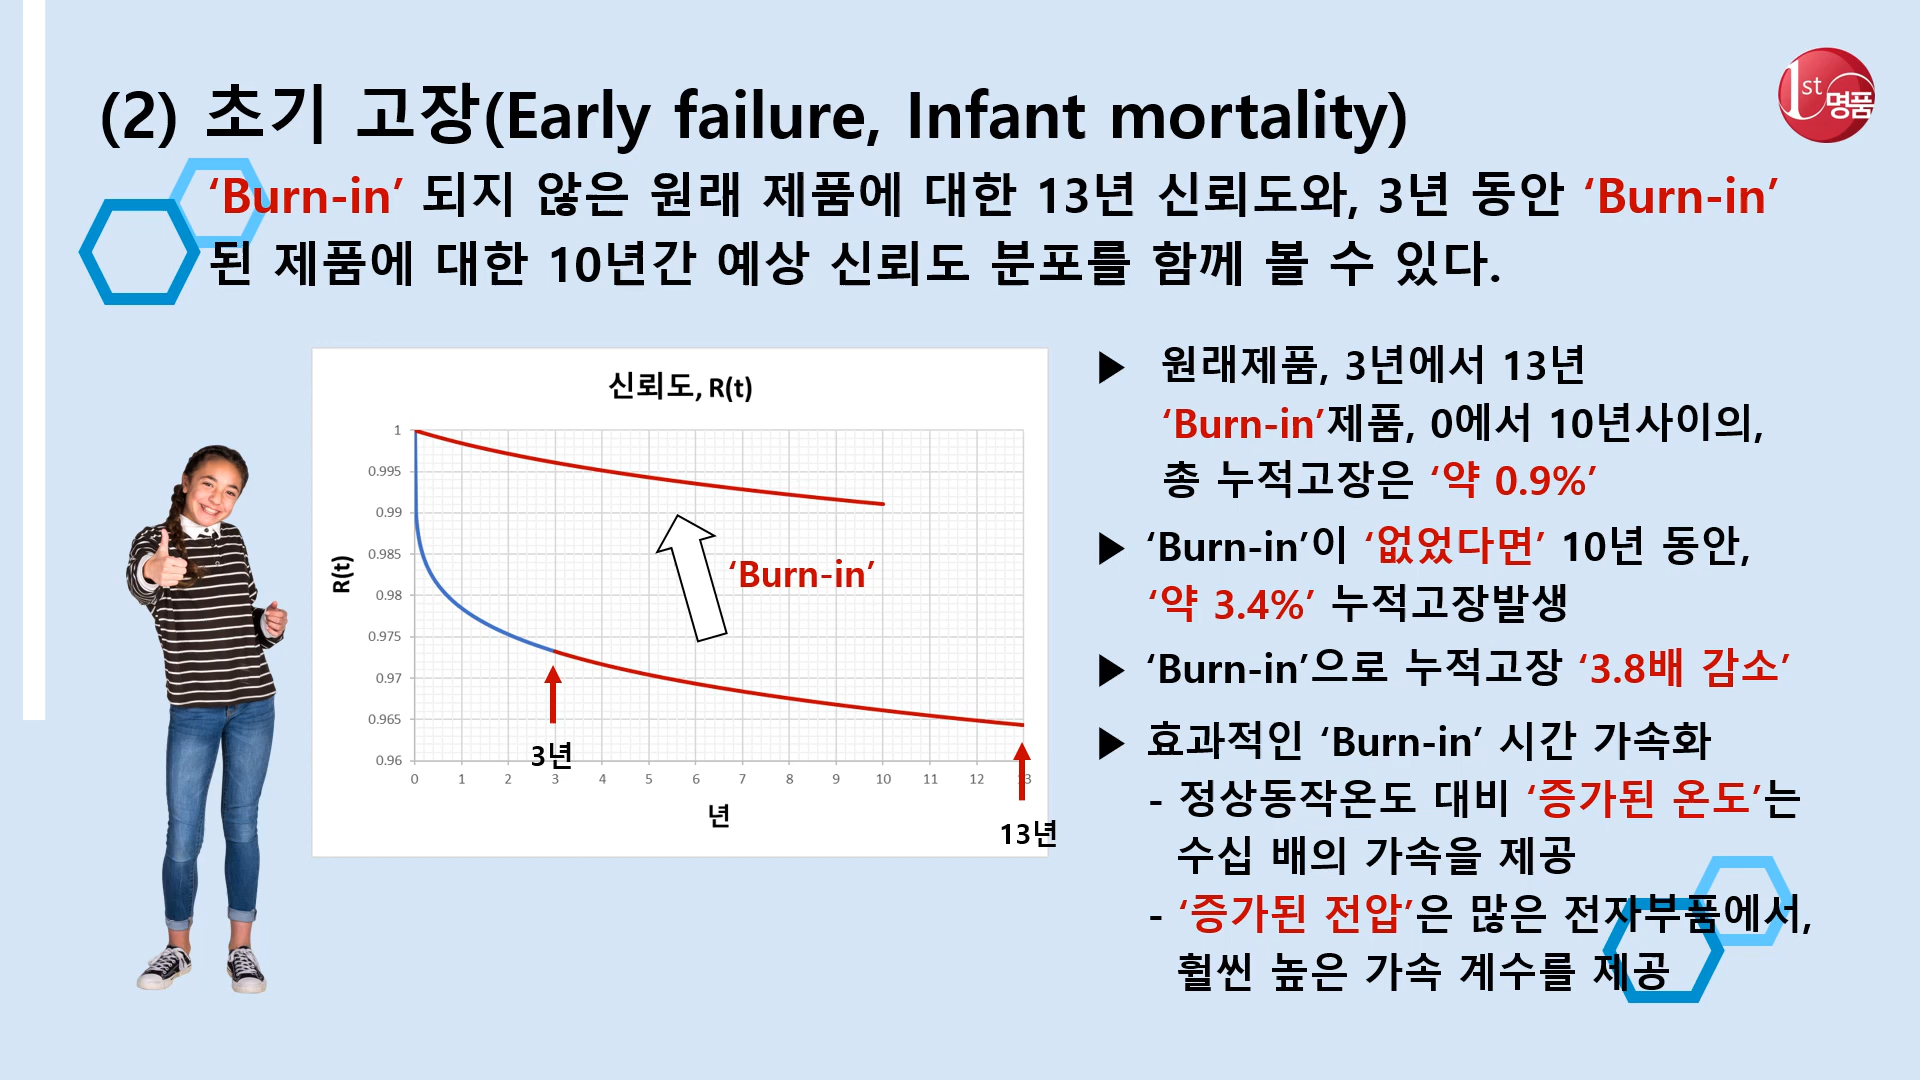 (2) 초기 고장(Early failure, Infant mortality)
1st 명품
‘Burn-in’ 되지 않은 원래 제품에 대한 13년 신뢰도와, 3년 동안 ‘Burn-in’
된 제품에 대한 10년간 예상 신뢰도 분포를 함께 볼 수 있다.
신뢰도, R(t)
R(t)
1
0.995
0.99
0.985
0.98
0.975
0.97
0.965
0.96
0 1 2 3 4 5 6 7 8 9 10 11 12 13
년
‘Burn-in’
3년
13년
▶ 원래제품, 3년에서 13년
‘Burn-in’제품, 0에서 10년사이의,
총 누적고장은 ‘약 0.9%’
▶ ‘Burn-in’이 ‘없었다면’ 10년 동안,
‘약 3.4%’ 누적고장발생
▶ ‘Burn-in’으로 누적고장 ‘3.8배 감소’
▶ 효과적인 ‘Burn-in’ 시간 가속화
- 정상동작온도 대비 ‘증가된 온도’는
수십 배의 가속을 제공
- ‘증가된 전압’은 많은 전자부품에서,
훨씬 높은 가속 계수를 제공